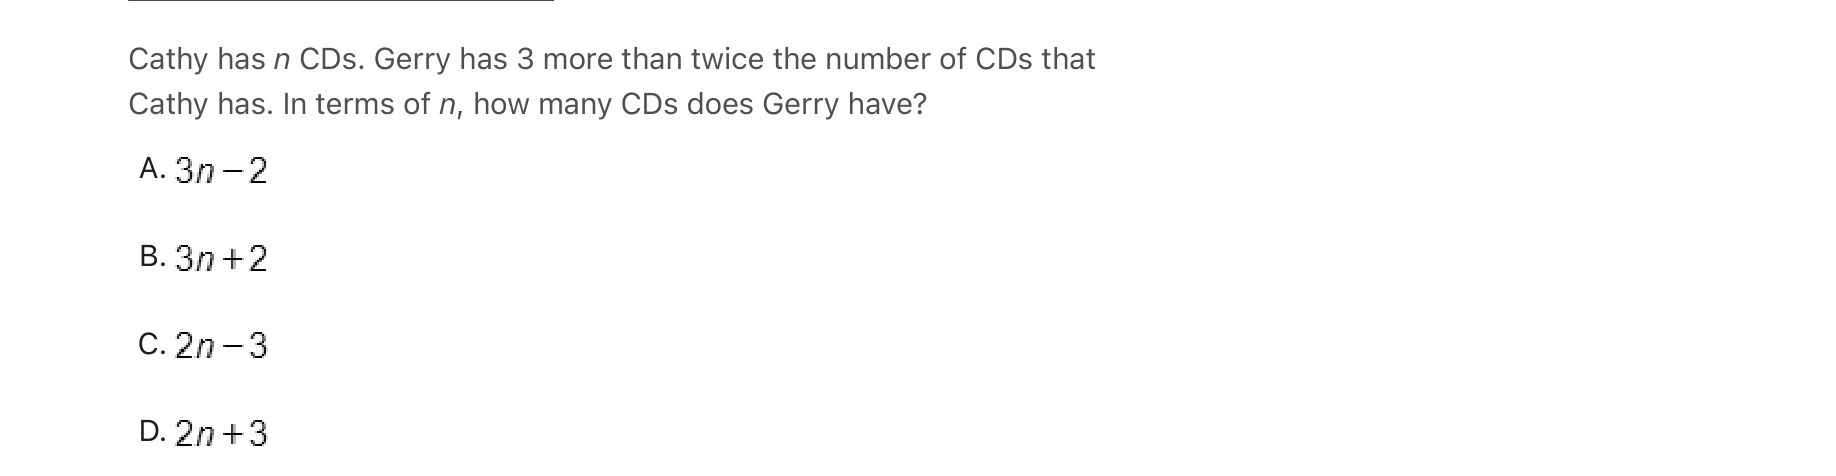 Cathy has n CDs. Gerry has 3 more than twice the number of CDs that
Cathy has. In terms of n, how many CDs does Gerry have?
A. 3n − 2
B. 3n + 2
C. 2n − 3
D. 2n + 3